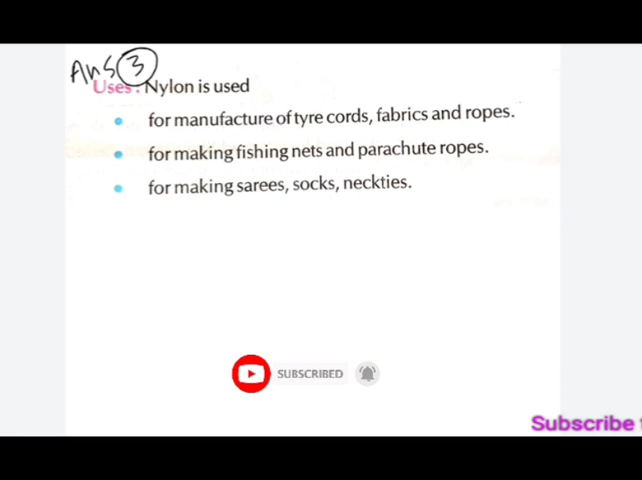 Ans 3
Uses : Nylon is used
for manufacture of tyre cords, fabrics and ropes.
for making fishing nets and parachute ropes.
for making sarees, socks, neckties.
SUBSCRIBED
Subscribe